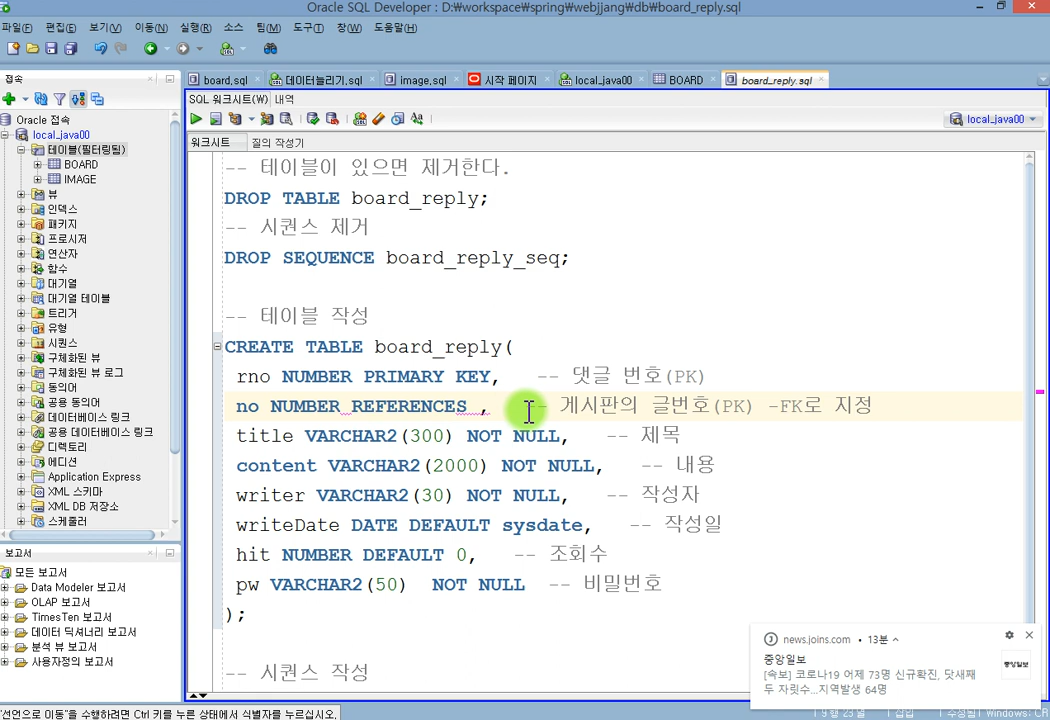 Oracle SQL Developer : D:₩workspace₩spring₩webjjang₩db₩board_reply.sql
파일(F) 편집(E) 보기(V) 이동(N) 실행(R) 소스 팀(M) 도구(T) 창(W) 도움말(H)
접속
board.sql 데이터늘리기.sql image.sql 시작 페이지 local_java00 BOARD board_reply.sql
SQL 워크시트(W) 내역
local_java00
워크시트 질의 작성기
Oracle 접속
local_java00
테이블(필터링됨)
BOARD
IMAGE
뷰
인덱스
패키지
프로시저
연산자
함수
대기열
대기열 테이블
트리거
유형
시퀀스
구체화된 뷰
구체화된 뷰 로그
동의어
공용 동의어
데이터베이스 링크
공용 데이터베이스 링크
디렉토리
에디션
Application Express
XML 스키마
XML DB 저장소
스케줄러
보고서
모든 보고서
Data Modeler 보고서
OLAP 보고서
TimesTen 보고서
데이터 딕셔너리 보고서
분석 뷰 보고서
사용자정의 보고서
-- 테이블이 있으면 제거한다.
DROP TABLE board_reply;
-- 시퀀스 제거
DROP SEQUENCE board_reply_seq;
-- 테이블 작성
CREATE TABLE board_reply(
rno NUMBER PRIMARY KEY, -- 댓글 번호(PK)
no NUMBER REFERENCES , -- 게시판의 글번호(PK) -FK로 지정
title VARCHAR2(300) NOT NULL, -- 제목
content VARCHAR2(2000) NOT NULL, -- 내용
writer VARCHAR2(30) NOT NULL, -- 작성자
writeDate DATE DEFAULT sysdate, -- 작성일
hit NUMBER DEFAULT 0, -- 조회수
pw VARCHAR2(50) NOT NULL -- 비밀번호
);
-- 시퀀스 작성
news.joins.com • 13분
중앙일보
[속보] 코로나19 어제 73명 신규확진, 닷새째
두 자릿수...지역발생 64명
중앙일보
"선언으로 이동"을 수행하려면 Ctrl 키를 누른 상태에서 식별자를 누르십시오.